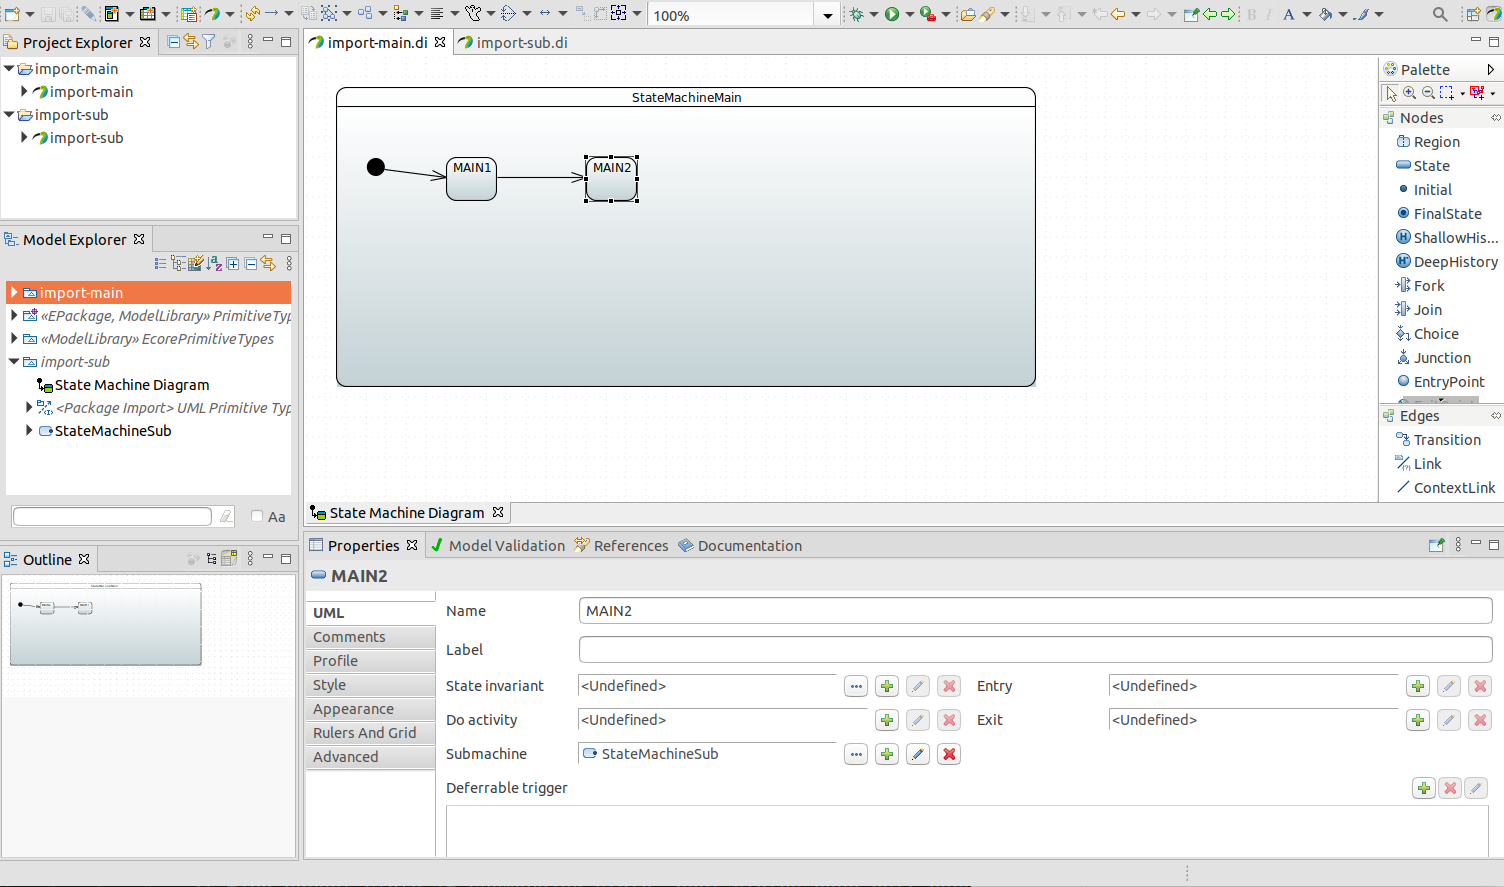 100%
B I A
Project Explorer
import-main
import-main
import-sub
import-sub
Model Explorer
import-main
«EPackage, ModelLibrary» PrimitiveTyp
«ModelLibrary» EcorePrimitiveTypes
import-sub
State Machine Diagram
<Package Import> UML Primitive Typ
StateMachineSub
Aa
Outline
import-main.di
import-sub.di
StateMachineMain
MAIN1
MAIN2
State Machine Diagram
Palette
Nodes
Region
State
Initial
FinalState
ShallowHis...
DeepHistory
Fork
Join
Choice
Junction
EntryPoint
Edges
Transition
Link
ContextLink
Properties
Model Validation
References
Documentation
MAIN2
UML
Comments
Profile
Style
Appearance
Rulers And Grid
Advanced
Name MAIN2
Label
State invariant <Undefined> Entry <Undefined>
Do activity <Undefined> Exit <Undefined>
Submachine StateMachineSub
Deferrable trigger